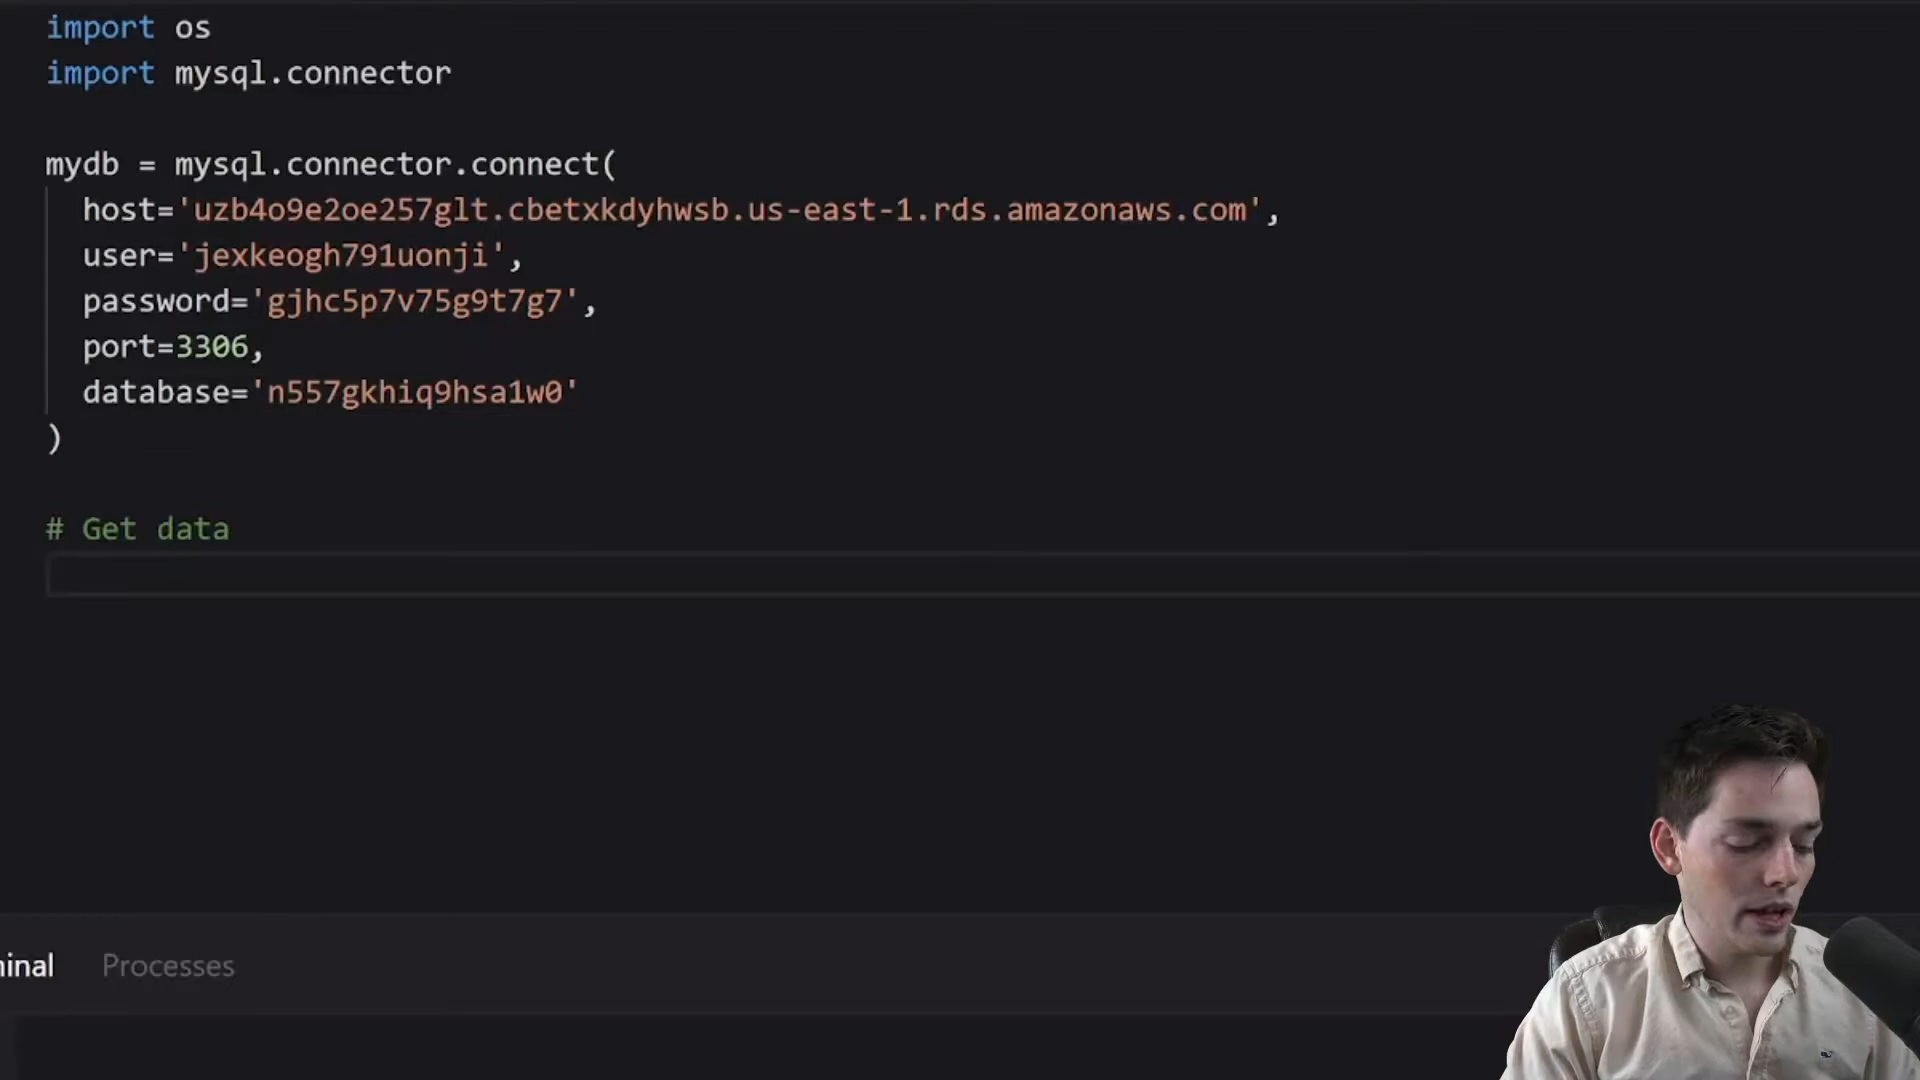 import os
import mysql.connector
mydb = mysql.connector.connect(
host='uzb4o9e2oe257glt.cbetxkdyhwsb.us-east-1.rds.amazonaws.com',
user='jexkeogh791uonji',
password='gjhc5p7v75g9t7g7',
port=3306,
database='n557gkhiq9hsa1w0'
)
# Get data
minal Processes